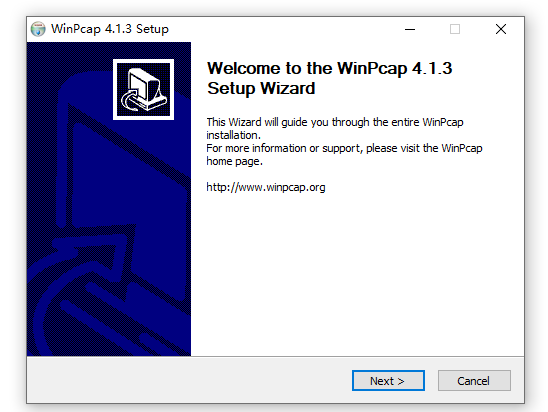 WinPcap 4.1.3 Setup
Welcome to the WinPcap 4.1.3
Setup Wizard
This Wizard will guide you through the entire WinPcap
installation.
For more information or support, please visit the WinPcap
home page.
http://www.winpcap.org
Next >
Cancel